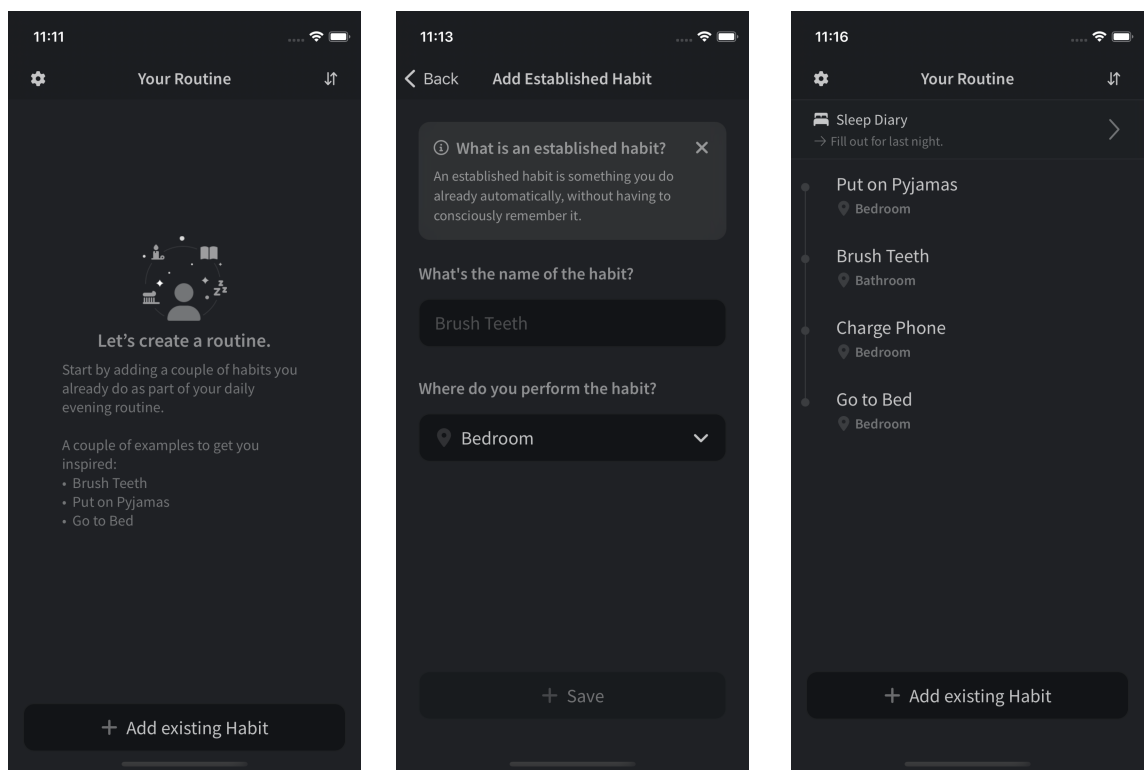 11:11
Your Routine
Let's create a routine.
Start by adding a couple of habits you
already do as part of your daily
evening routine.
A couple of examples to get you
inspired:
• Brush Teeth
• Put on Pyjamas
• Go to Bed
+ Add existing Habit
11:13
Back
Add Established Habit
What is an established habit?
An established habit is something you do
already automatically, without having to
consciously remember it.
What's the name of the habit?
Brush Teeth
Where do you perform the habit?
Bedroom
+ Save
11:16
Your Routine
Sleep Diary
→ Fill out for last night.
Put on Pyjamas
Bedroom
Brush Teeth
Bathroom
Charge Phone
Bedroom
Go to Bed
Bedroom
+ Add existing Habit